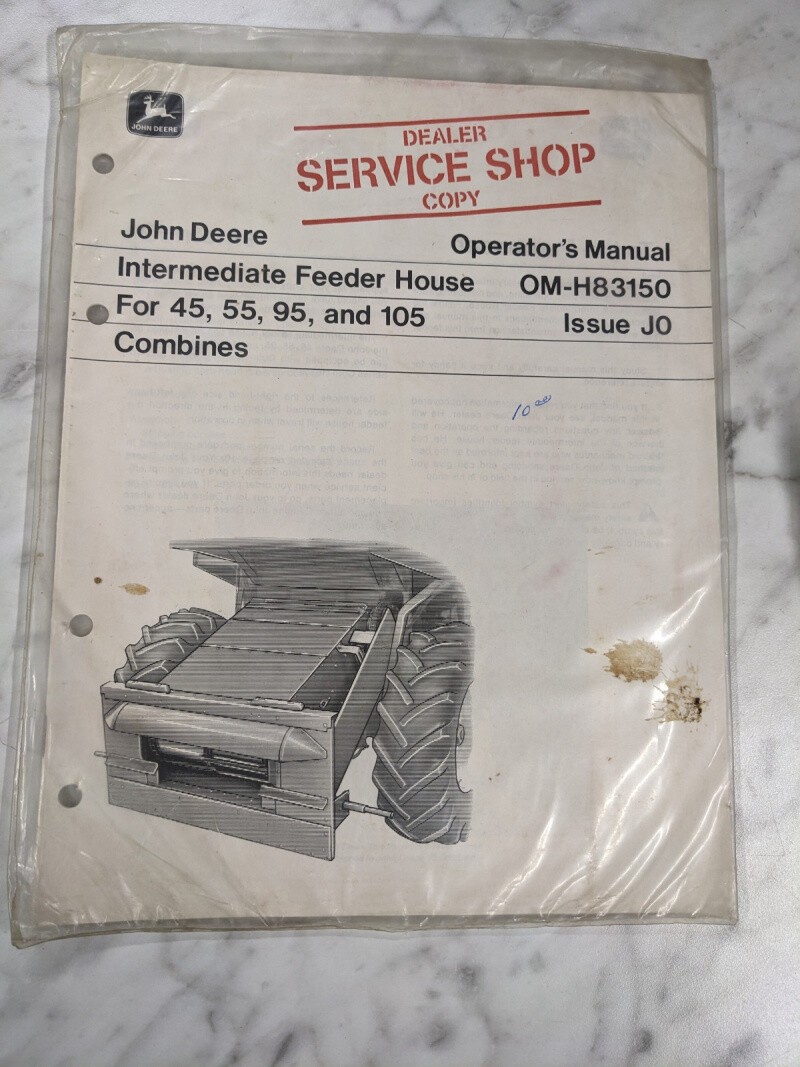 JOHN DEERE
DEALER
SERVICE SHOP
COPY
John Deere
Operator's Manual
Intermediate Feeder House
OM-H83150
For 45, 55, 95, and 105
Issue J0
Combines
10⁰⁰